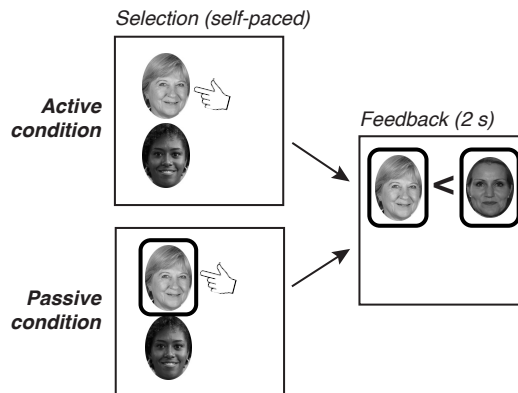 Selection (self-paced)
Active
condition
Feedback (2 s)
<
Passive
condition